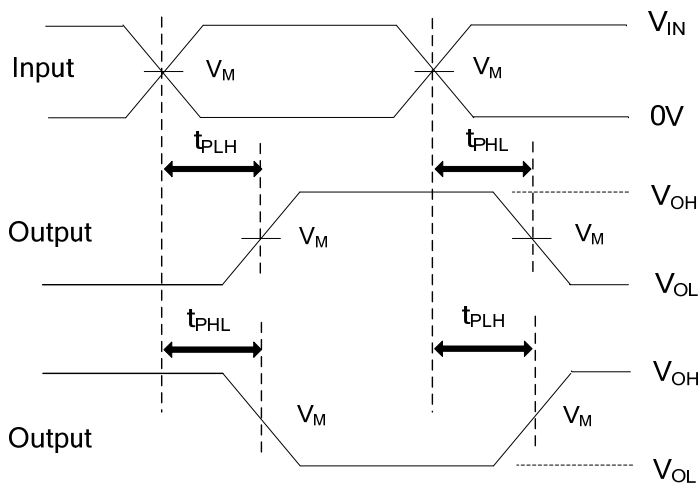 V_IN
Input V_M V_M
0V
t_PLH t_PHL
V_OH
Output V_M V_M
V_OL
t_PHL t_PLH
V_OH
V_M V_M
Output
V_OL